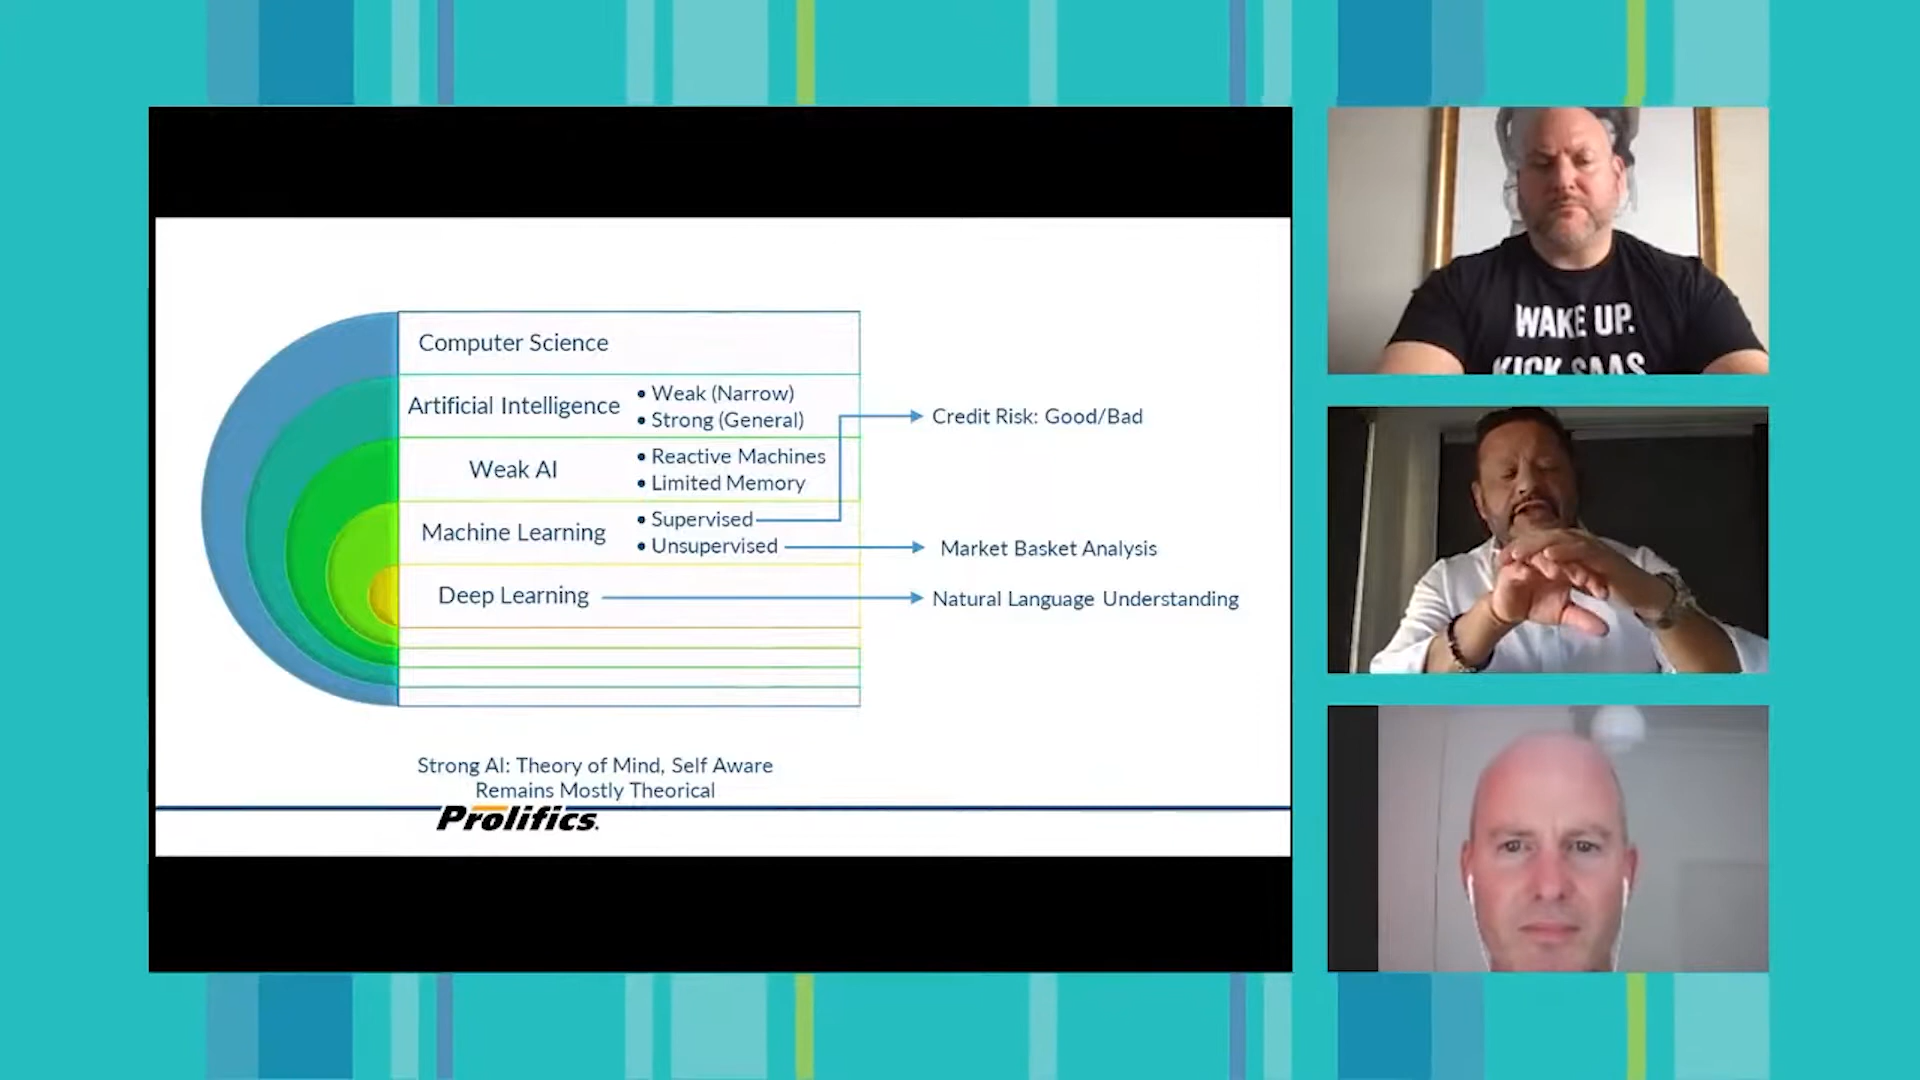 Computer Science
Artificial Intelligence
• Weak (Narrow)
• Strong (General)
Weak AI
• Reactive Machines
• Limited Memory
Machine Learning
• Supervised
• Unsupervised
Deep Learning
Credit Risk: Good/Bad
Market Basket Analysis
Natural Language Understanding
Strong AI: Theory of Mind, Self Aware
Remains Mostly Theorical
Prolifics.
WAKE UP.
KICK SAAS